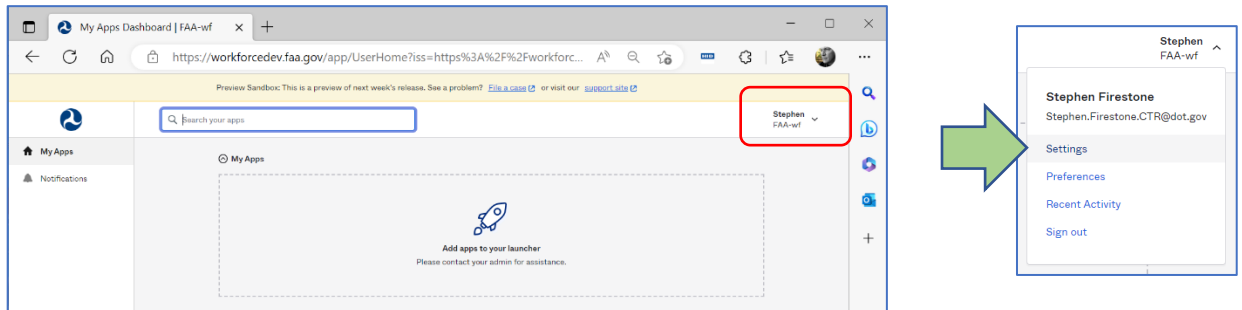 My Apps Dashboard | FAA-wf
https://workforcedev.faa.gov/app/UserHome?iss=https%3A%2F%2Fworkforc...
Preview Sandbox: This is a preview of next week's release. See a problem? File a case or visit our support site
Search your apps
Stephen
FAA-wf
My Apps
Notifications
My Apps
Add apps to your launcher
Please contact your admin for assistance.
Stephen
FAA-wf
Stephen Firestone
Stephen.Firestone.CTR@dot.gov
Settings
Preferences
Recent Activity
Sign out